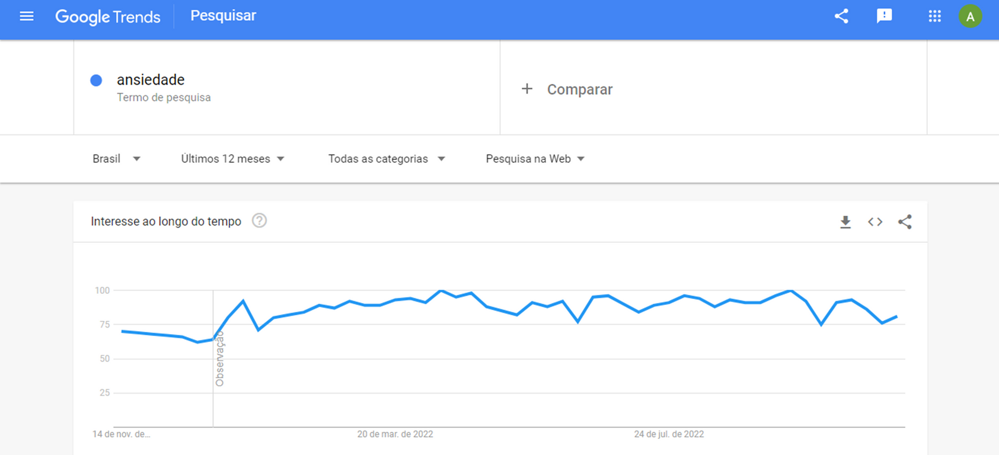 Google Trends
Pesquisar
A
ansiedade
Termo de pesquisa
+ Comparar
Brasil
Últimos 12 meses
Todas as categorias
Pesquisa na Web
Interesse ao longo do tempo
100
75
50
25
Observação
14 de nov. de...
20 de mar. de 2022
24 de jul. de 2022